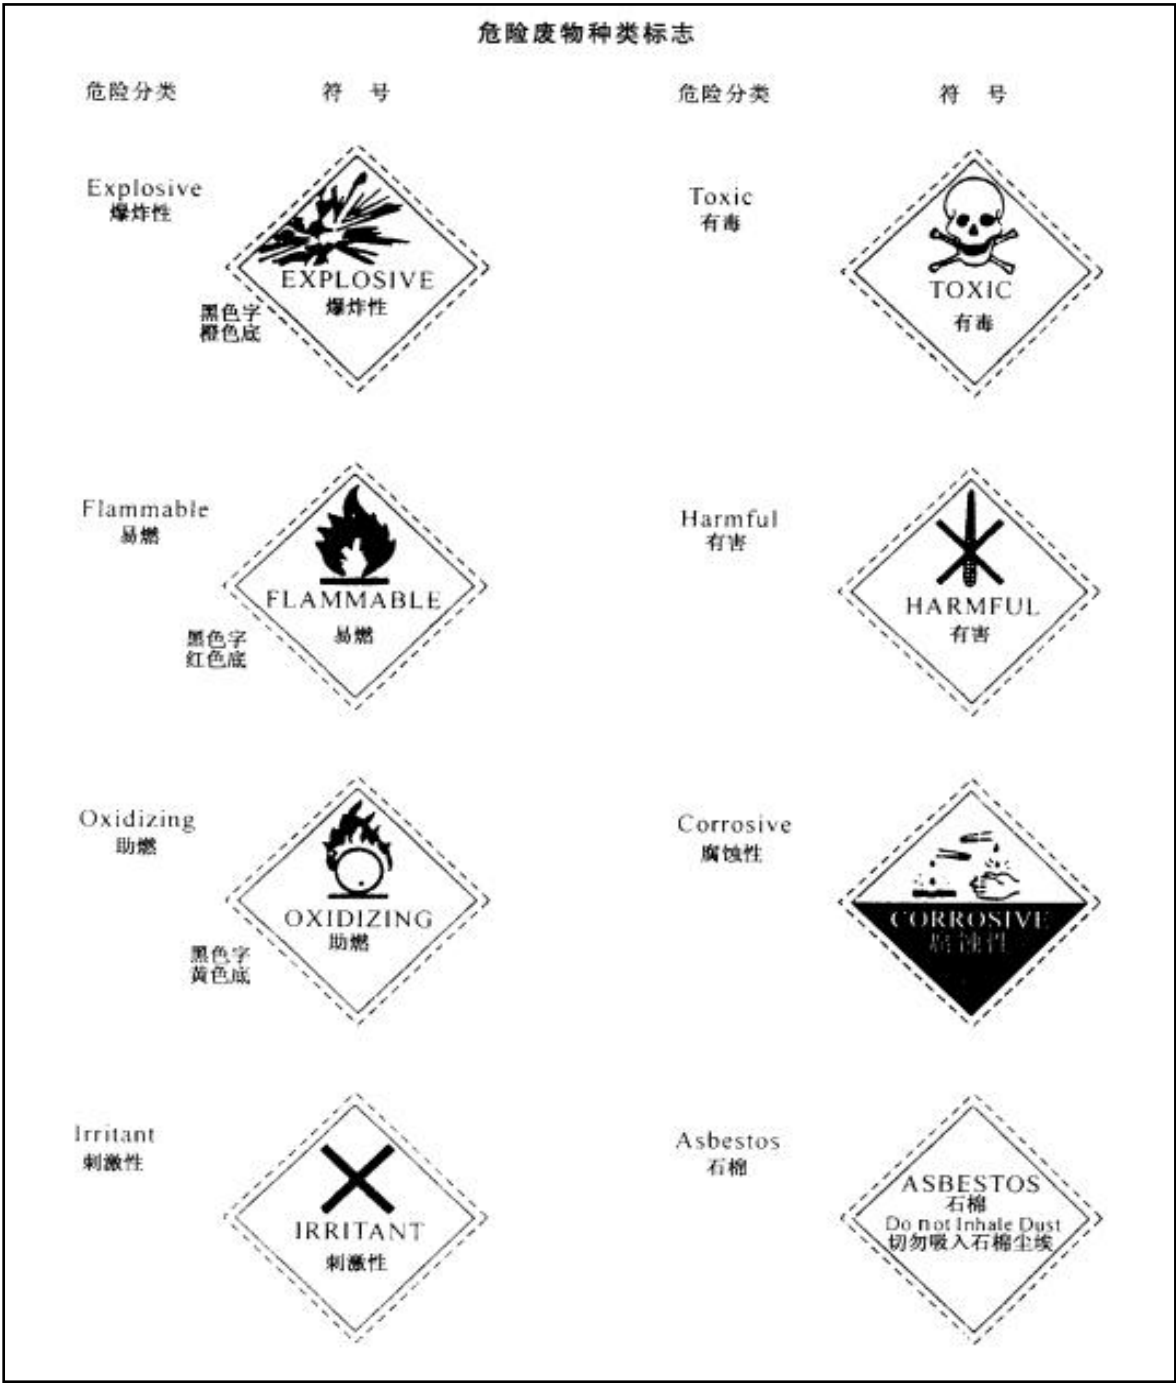 危险废物种类标志
危险分类 符 号 危险分类 符 号
Explosive
爆炸性
EXPLOSIVE
爆炸性
黑色字
橙色底
Toxic
有毒
TOXIC
有毒
Flammable
易燃
FLAMMABLE
易燃
黑色字
红色底
Harmful
有害
HARMFUL
有害
Oxidizing
助燃
OXIDIZING
助燃
黑色字
黄色底
Corrosive
腐蚀性
CORROSIVE
腐蚀性
Irritant
刺激性
IRRITANT
刺激性
Asbestos
石棉
ASBESTOS
石棉
Do not Inhale Dust
切勿吸入石棉尘埃